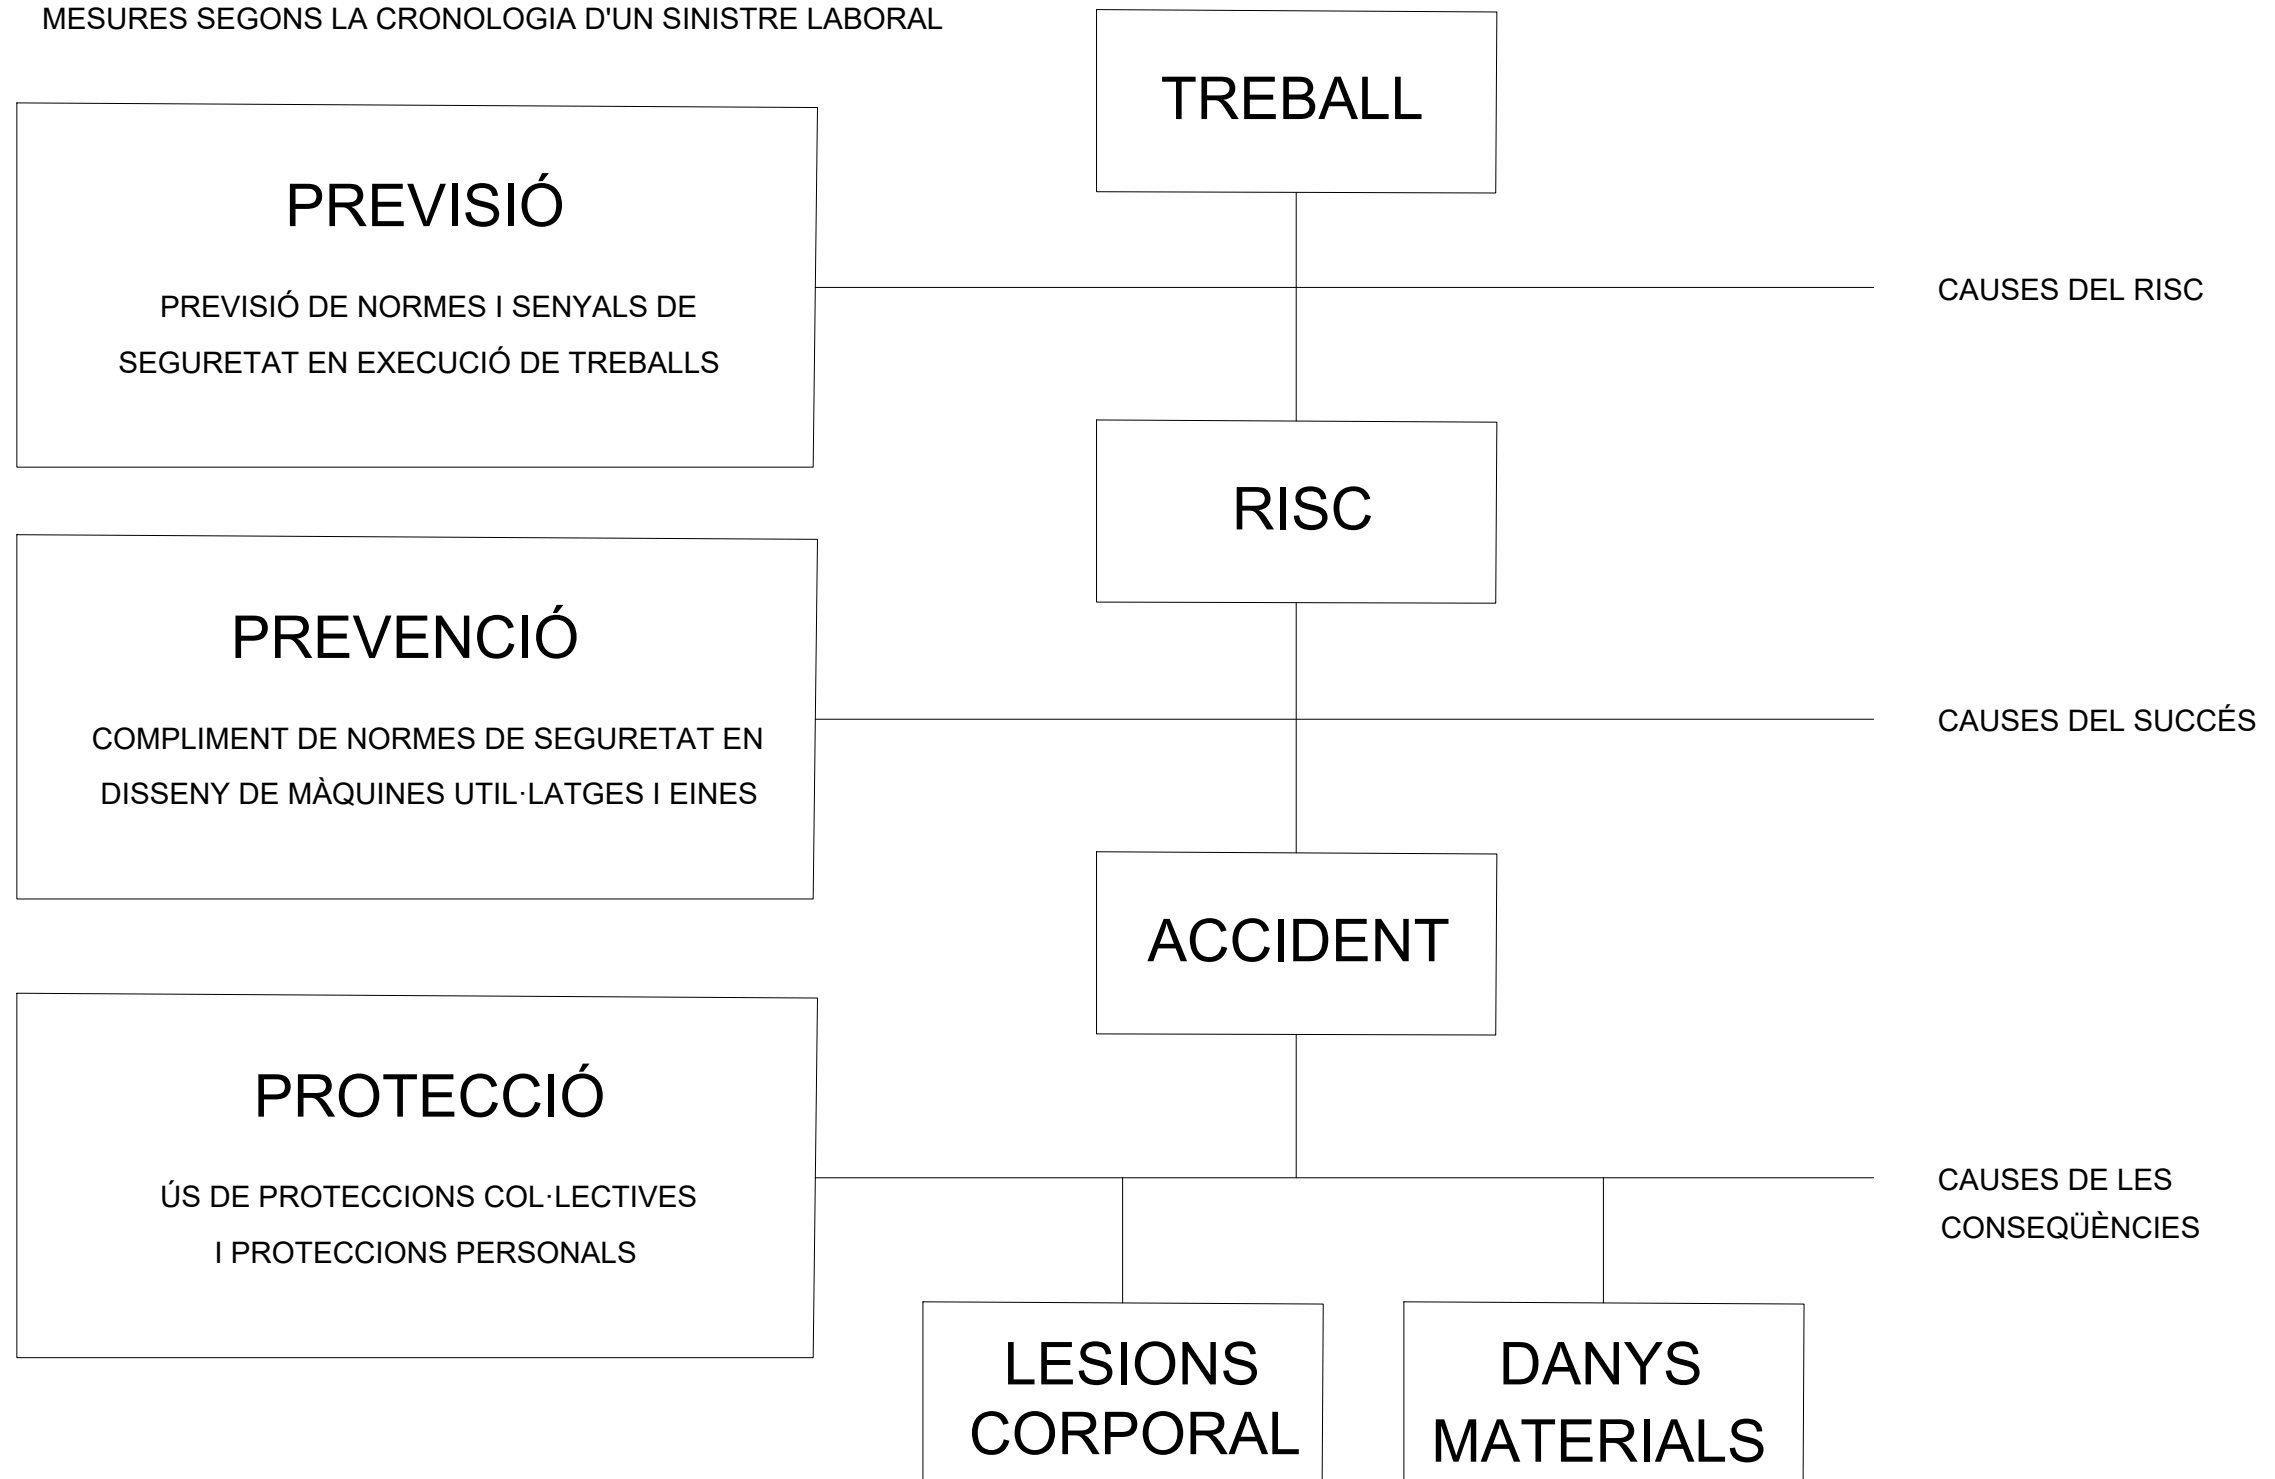 MESURES SEGONS LA CRONOLOGIA D'UN SINISTRE LABORAL
TREBALL
PREVISIÓ
PREVISIÓ DE NORMES I SENYALS DE
SEGURETAT EN EXECUCIÓ DE TREBALLS
CAUSES DEL RISC
RISC
PREVENCIÓ
COMPLIMENT DE NORMES DE SEGURETAT EN
DISSENY DE MÀQUINES UTIL·LATGES I EINES
CAUSES DEL SUCCÉS
ACCIDENT
PROTECCIÓ
ÚS DE PROTECCIONS COL·LECTIVES
I PROTECCIONS PERSONALS
CAUSES DE LES
CONSEQÜÈNCIES
LESIONS
CORPORAL
DANYS
MATERIALS